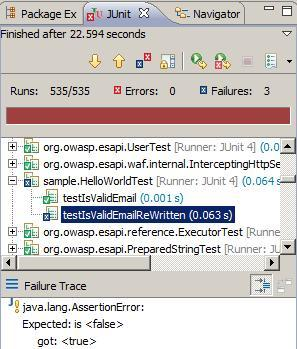 Package Ex
JUnit
Navigator
Finished after 22.594 seconds
Runs: 535/535
Errors: 0
Failures: 3
org.owasp.esapi.UserTest [Runner: JUnit 4] (0.0
org.owasp.esapi.waf.internal.InterceptingHttpSe
sample.HelloWorldTest [Runner: JUnit 4] (0.064 s
testIsValidEmail (0.001 s)
testIsValidEmailReWritten (0.063 s)
org.owasp.esapi.reference.ExecutorTest [Runner
org.owasp.esapi.PreparedStringTest [Runner: JU
Failure Trace
java.lang.AssertionError:
Expected: is <false>
got: <true>